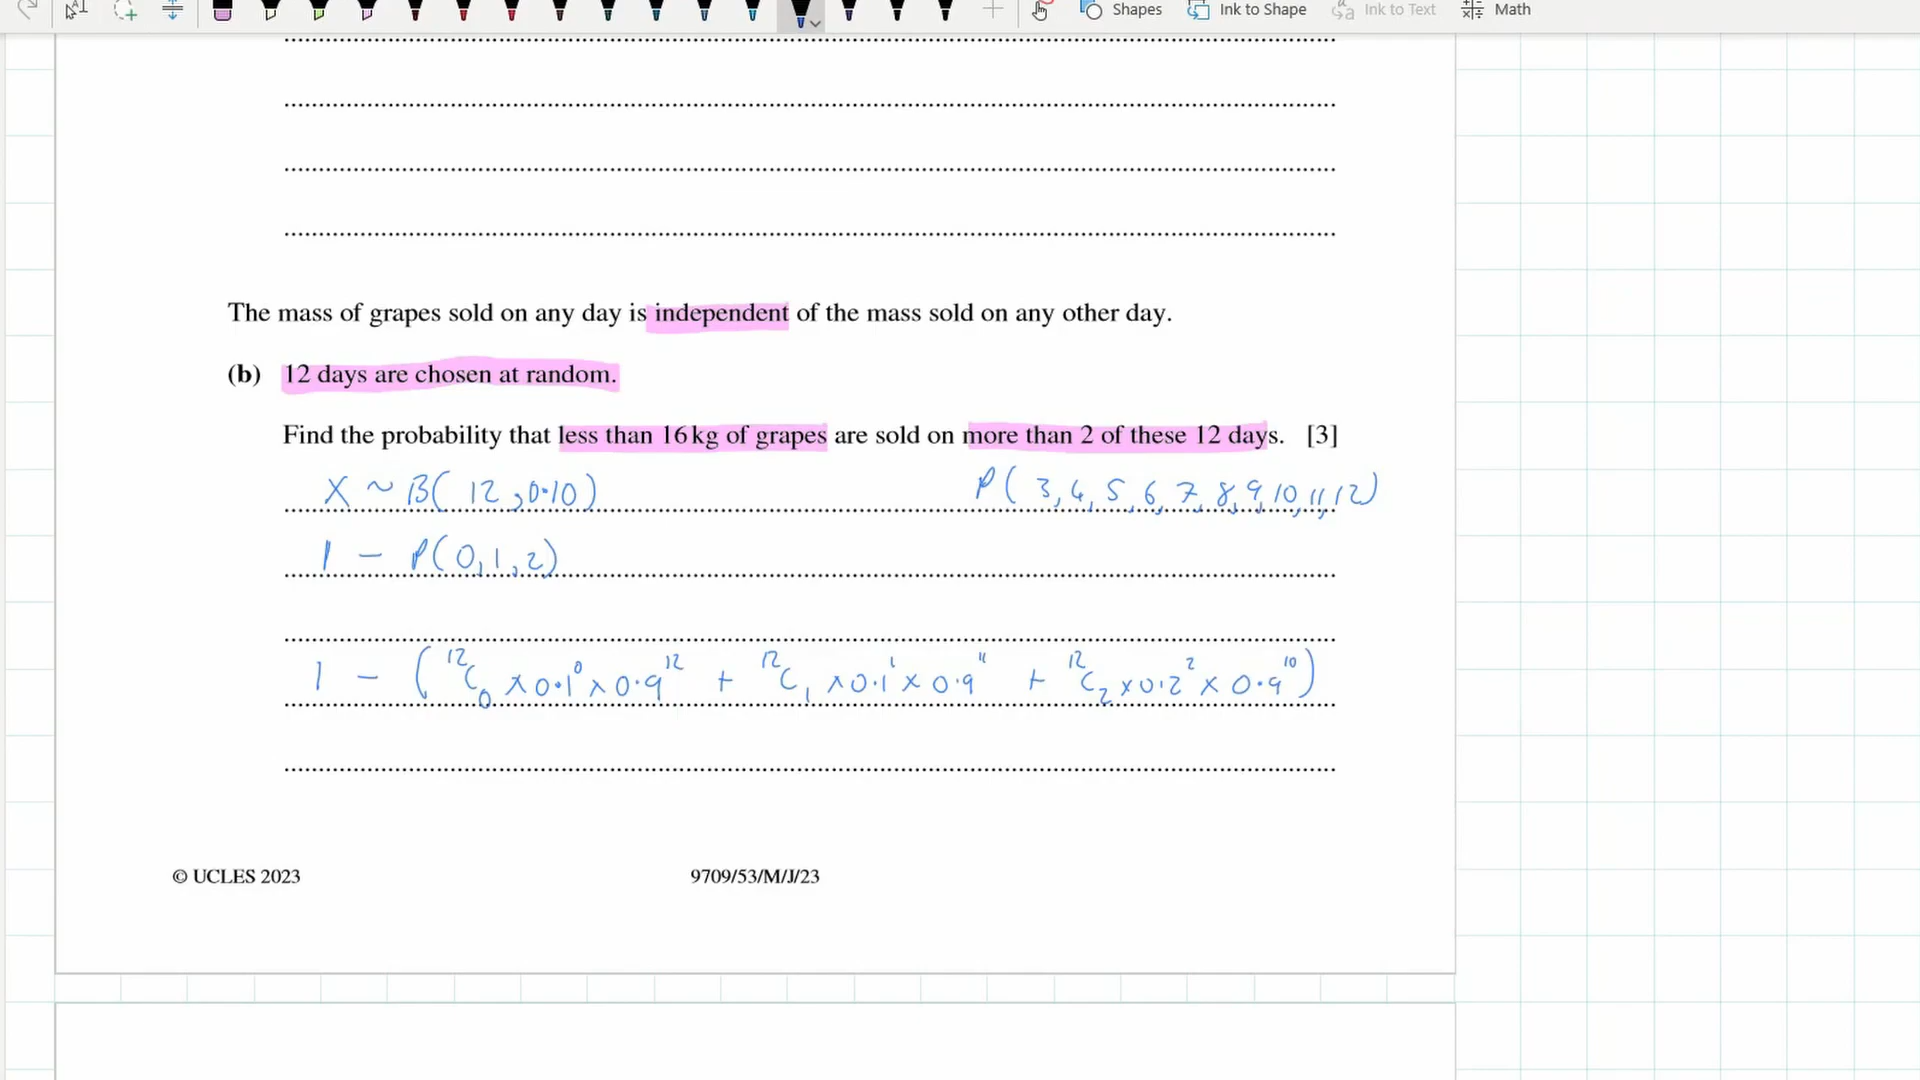 Shapes Ink to Shape Ink to Text Math
The mass of grapes sold on any day is independent of the mass sold on any other day.
(b) 12 days are chosen at random.
Find the probability that less than 16 kg of grapes are sold on more than 2 of these 12 days. [3]
X ~ B( 12 , 0·10 ) P( 3, 4, 5, 6, 7, 8, 9, 10, 11, 12 )
1 – P( 0, 1, 2 )
1 – ( ¹²C₀ × 0·1⁰ × 0·9¹² + ¹²C₁ × 0·1¹ × 0·9¹¹ + ¹²C₂ × 0·2² × 0·9¹⁰ )
© UCLES 2023 9709/53/M/J/23